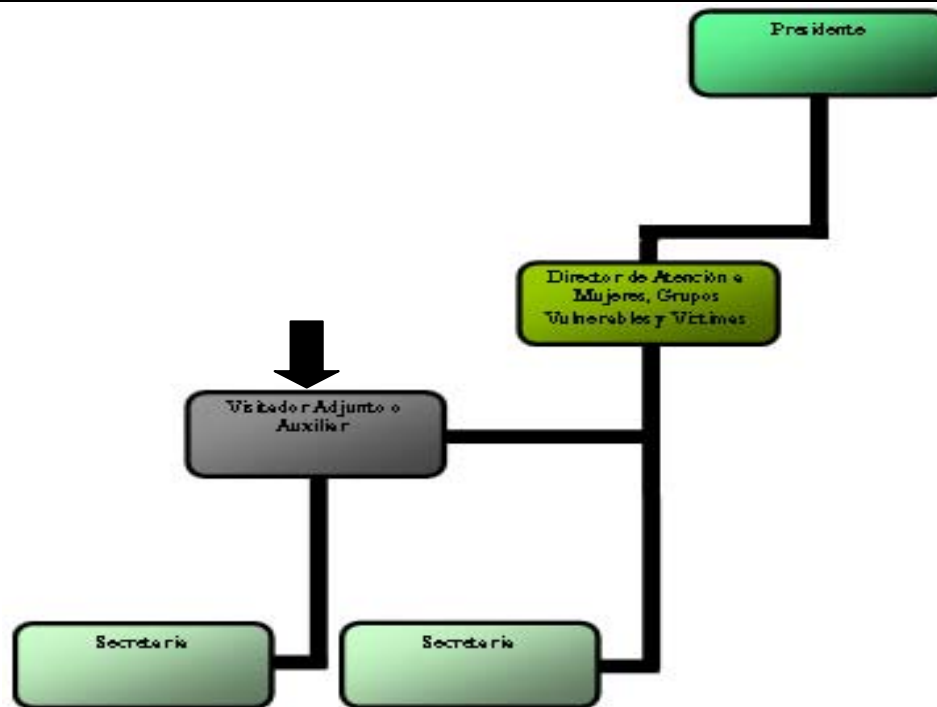 Presidente
Director de Atención a
Mujeres, Grupos
Vulnerables y Víctimas
Visitador Adjunto o
Auxiliar
Secretaria
Secretaria